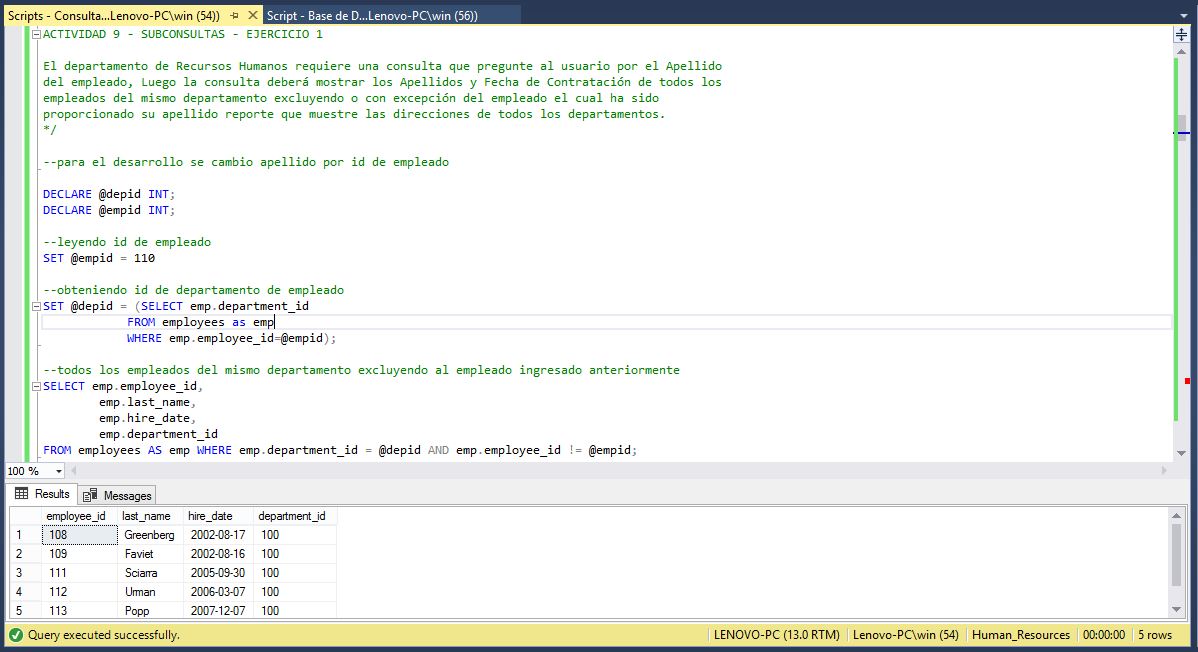 Scripts - Consulta...Lenovo-PC\win (54)) Script - Base de D...Lenovo-PC\win (56))
ACTIVIDAD 9 - SUBCONSULTAS - EJERCICIO 1
El departamento de Recursos Humanos requiere una consulta que pregunte al usuario por el Apellido
del empleado, Luego la consulta deberá mostrar los Apellidos y Fecha de Contratación de todos los
empleados del mismo departamento excluyendo o con excepción del empleado el cual ha sido
proporcionado su apellido reporte que muestre las direcciones de todos los departamentos.
*/
--para el desarrollo se cambio apellido por id de empleado
DECLARE @depid INT;
DECLARE @empid INT;
--leyendo id de empleado
SET @empid = 110
--obteniendo id de departamento de empleado
SET @depid = (SELECT emp.department_id
FROM employees as emp
WHERE emp.employee_id=@empid);
--todos los empleados del mismo departamento excluyendo al empleado ingresado anteriormente
SELECT emp.employee_id,
emp.last_name,
emp.hire_date,
emp.department_id
FROM employees AS emp WHERE emp.department_id = @depid AND emp.employee_id != @empid;
100 %
Results Messages
employee_id last_name hire_date department_id
1 108 Greenberg 2002-08-17 100
2 109 Faviet 2002-08-16 100
3 111 Sciarra 2005-09-30 100
4 112 Urman 2006-03-07 100
5 113 Popp 2007-12-07 100
Query executed successfully. LENOVO-PC (13.0 RTM) Lenovo-PC\win (54) Human_Resources 00:00:00 5 rows